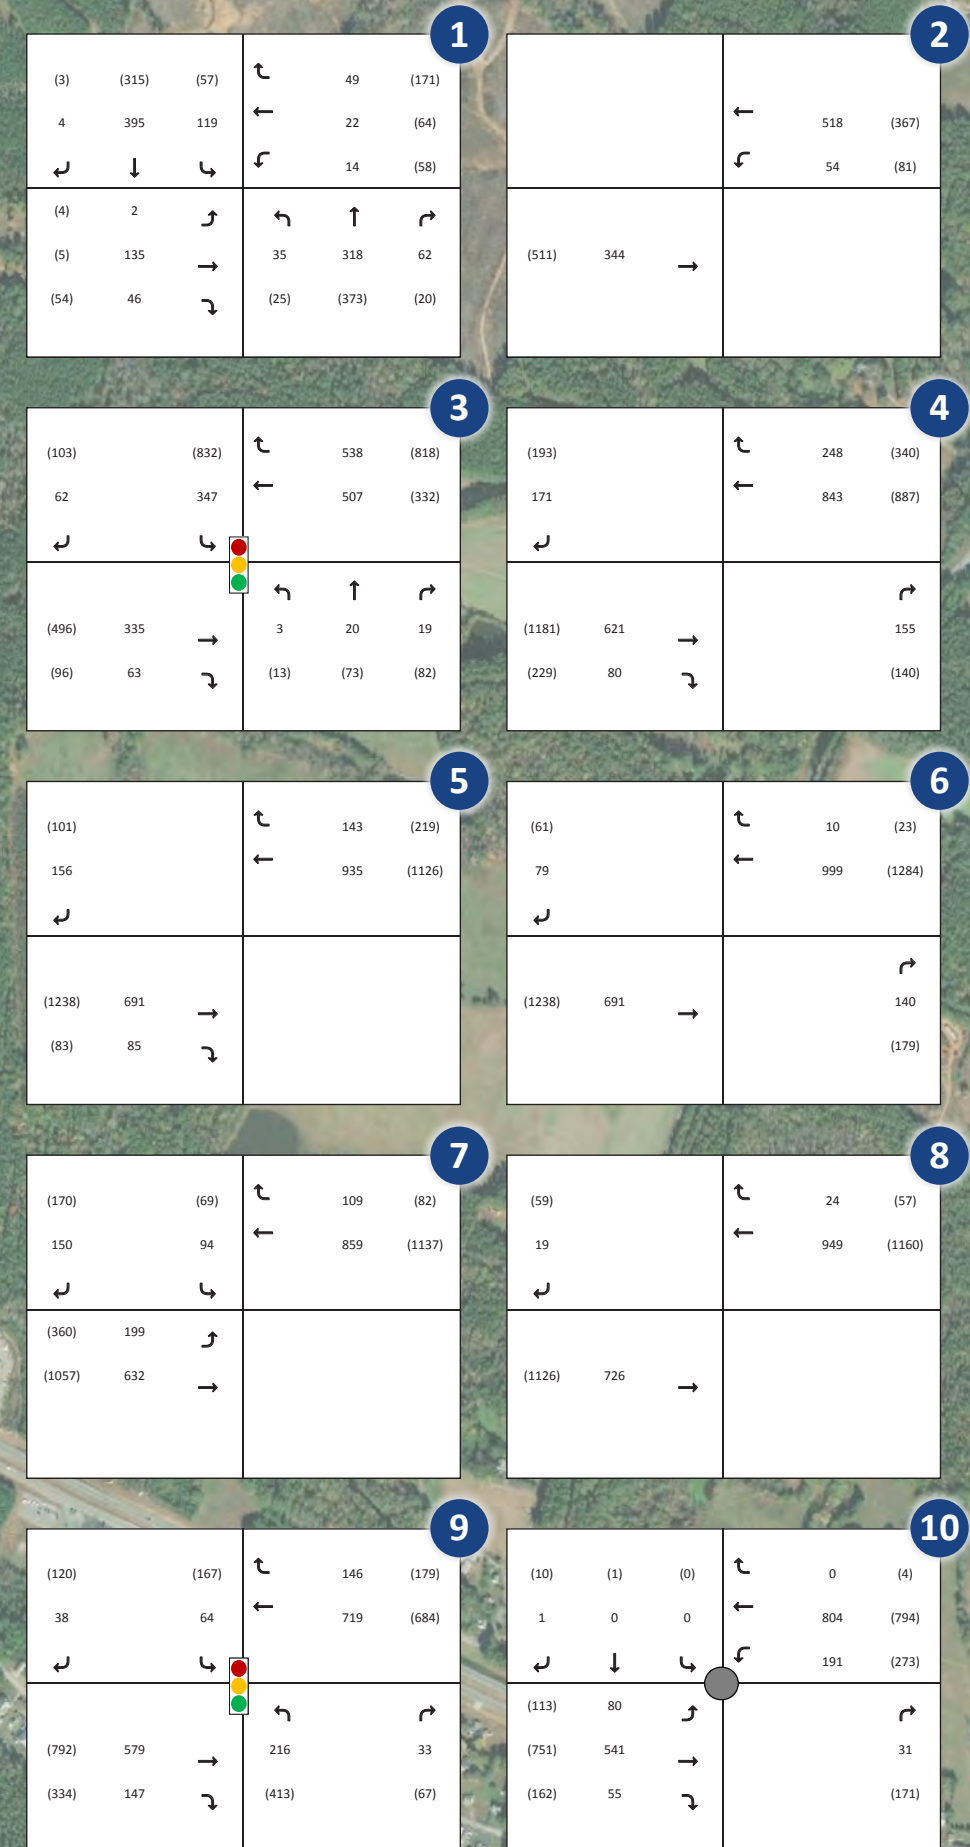 1
(3) (315) (57) 49 (171)
4 395 119 22 (64)
14 (58)
(4) 2
(5) 135 35 318 62
(54) 46 (25) (373) (20)
2
518 (367)
54 (81)
(511) 344
3
(103) (832) 538 (818)
62 347 507 (332)
(496) 335 3 20 19
(96) 63 (13) (73) (82)
4
(193) 248 (340)
171 843 (887)
(1181) 621 155
(229) 80 (140)
5
(101) 143 (219)
156 935 (1126)
(1238) 691
(83) 85
6
(61) 10 (23)
79 999 (1284)
(1238) 691 140
(179)
7
(170) (69) 109 (82)
150 94 859 (1137)
(360) 199
(1057) 632
8
(59) 24 (57)
19 949 (1160)
(1126) 726
9
(120) (167) 146 (179)
38 64 719 (684)
(792) 579 216 33
(334) 147 (413) (67)
10
(10) (1) (0) 0 (4)
1 0 0 804 (794)
191 (273)
(113) 80
(751) 541 31
(162) 55 (171)